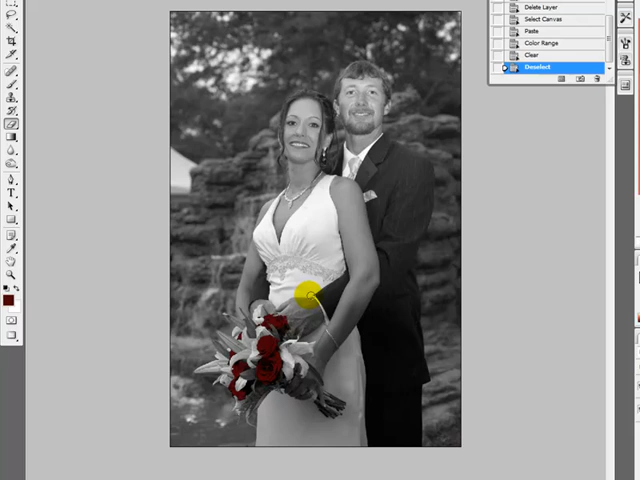 Delete Layer
Select Canvas
Paste
Color Range
Clear
Deselect
T